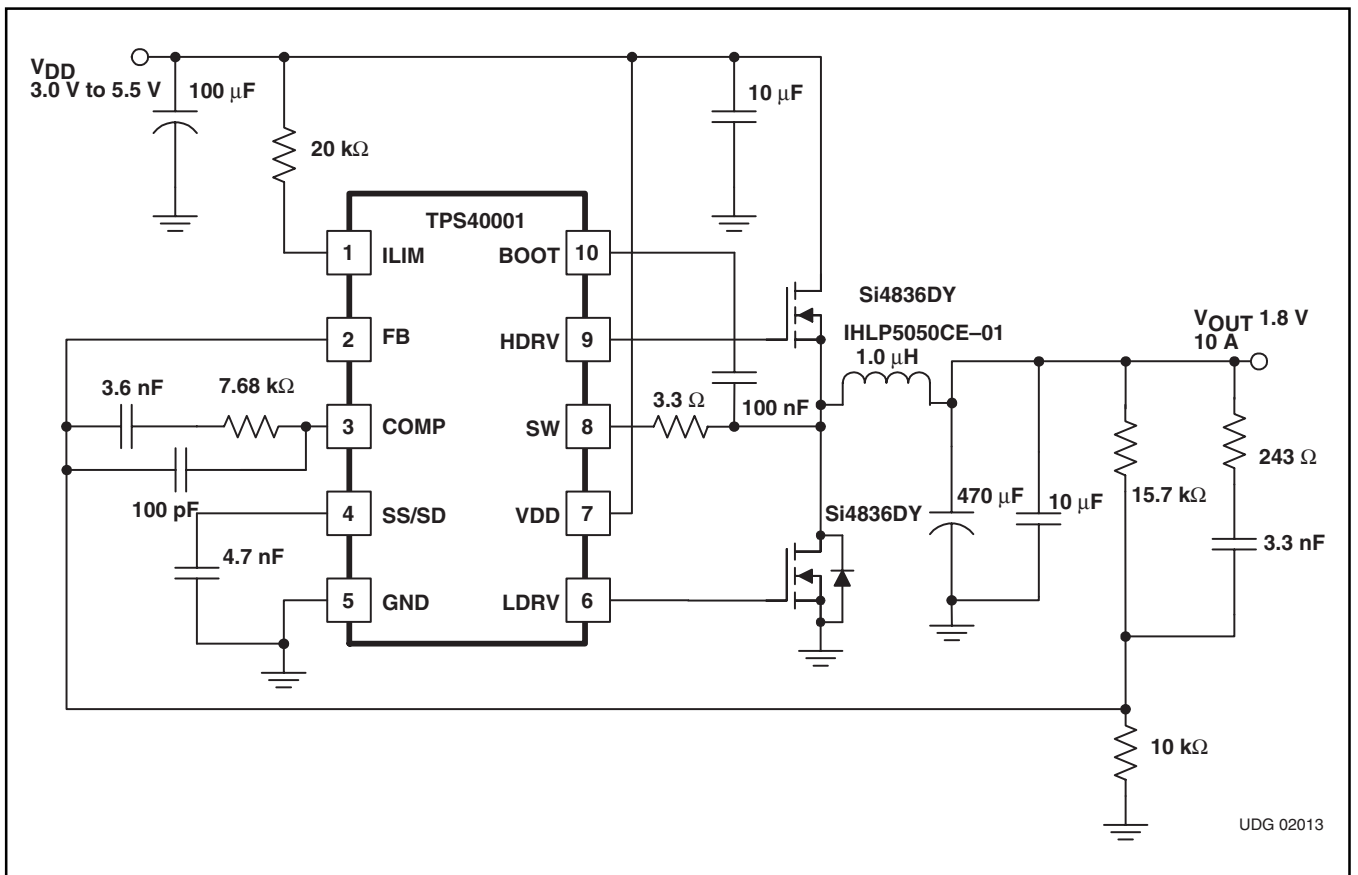 VDD
3.0 V to 5.5 V
100 µF
10 µF
20 kΩ
TPS40001
1
ILIM
BOOT
10
2
FB
HDRV
9
Si4836DY
IHLP5050CE–01
1.0 µH
VOUT 1.8 V
10 A
3.6 nF
7.68 kΩ
3
COMP
SW
8
3.3 Ω
100 nF
100 pF
4
SS/SD
VDD
7
Si4836DY
470 µF
10 µF
15.7 kΩ
243 Ω
3.3 nF
4.7 nF
5
GND
LDRV
6
10 kΩ
UDG 02013